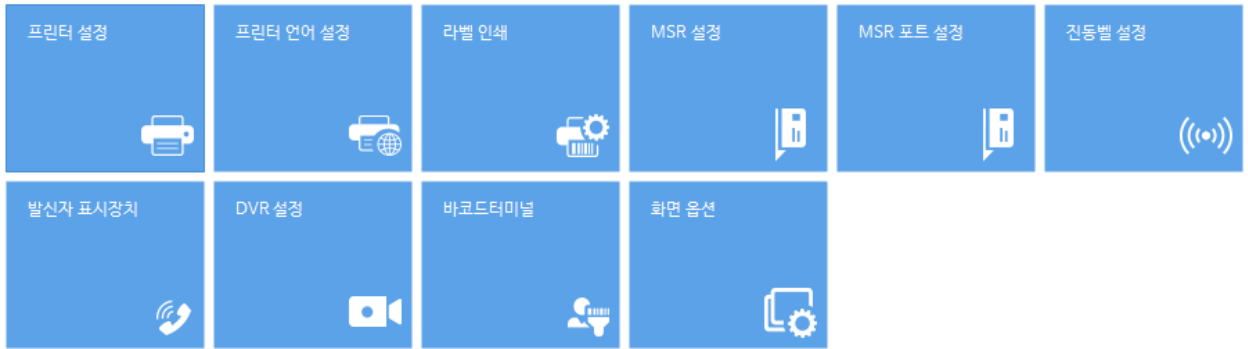 프린터 설정
프린터 언어 설정
라벨 인쇄
MSR 설정
MSR 포트 설정
진동벨 설정
발신자 표시장치
DVR 설정
바코드터미널
화면 옵션